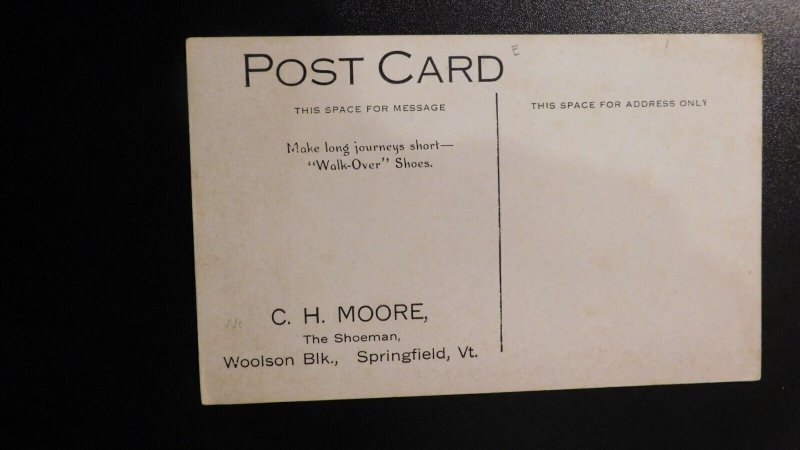 POST CARD
E
THIS SPACE FOR MESSAGE
THIS SPACE FOR ADDRESS ONLY
Make long journeys short—
"Walk-Over" Shoes.
C. H. MOORE,
The Shoeman,
Woolson Blk., Springfield, Vt.